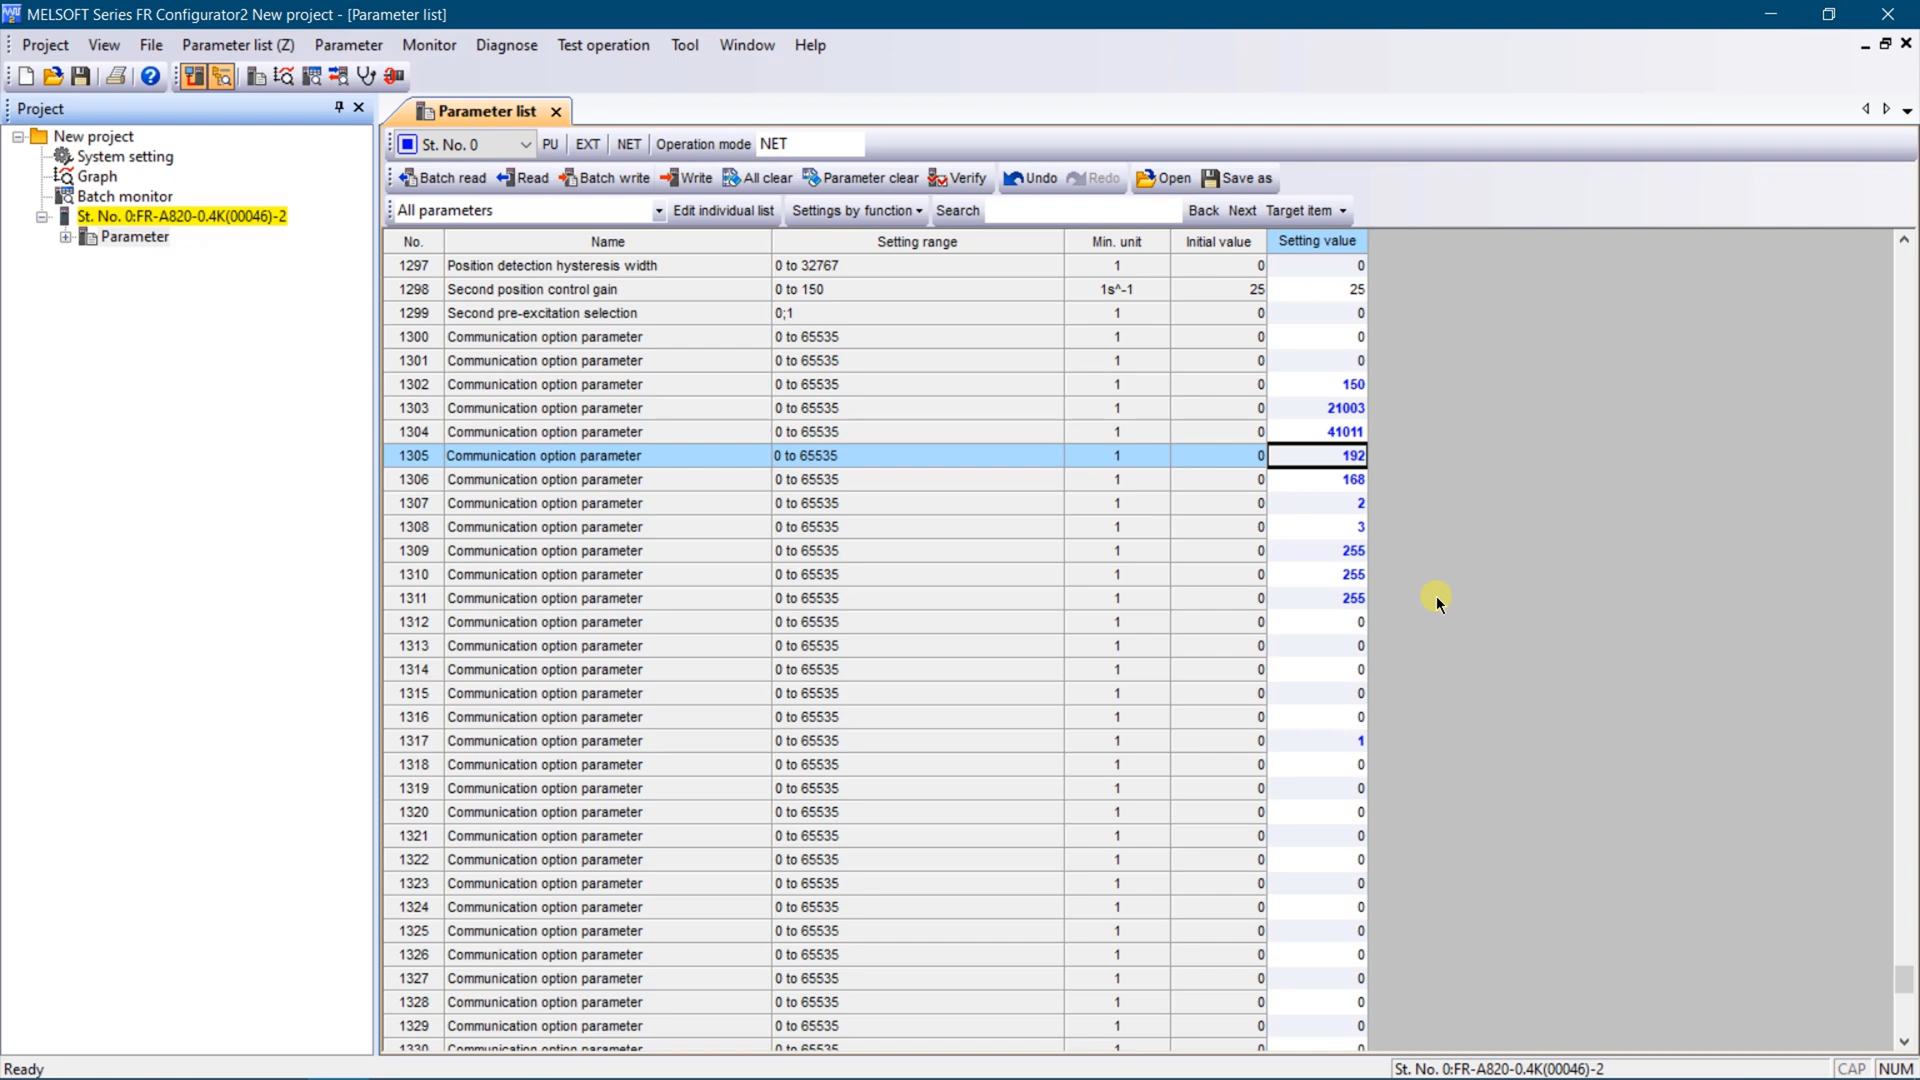 MELSOFT Series FR Configurator2 New project - [Parameter list]
Project View File Parameter list (Z) Parameter Monitor Diagnose Test operation Tool Window Help
Project
Parameter list
New project
System setting
Graph
Batch monitor
St. No. 0:FR-A820-0.4K(00046)-2
Parameter
St. No. 0 PU EXT NET Operation mode NET
Batch read Read Batch write Write All clear Parameter clear Verify Undo Redo Open Save as
All parameters Edit individual list Settings by function Search Back Next Target item
No. Name Setting range Min. unit Initial value Setting value
1297 Position detection hysteresis width 0 to 32767 1 0 0
1298 Second position control gain 0 to 150 1s^-1 25 25
1299 Second pre-excitation selection 0;1 1 0 0
1300 Communication option parameter 0 to 65535 1 0 0
1301 Communication option parameter 0 to 65535 1 0 0
1302 Communication option parameter 0 to 65535 1 0 150
1303 Communication option parameter 0 to 65535 1 0 21003
1304 Communication option parameter 0 to 65535 1 0 41011
1305 Communication option parameter 0 to 65535 1 0 192
1306 Communication option parameter 0 to 65535 1 0 168
1307 Communication option parameter 0 to 65535 1 0 2
1308 Communication option parameter 0 to 65535 1 0 3
1309 Communication option parameter 0 to 65535 1 0 255
1310 Communication option parameter 0 to 65535 1 0 255
1311 Communication option parameter 0 to 65535 1 0 255
1312 Communication option parameter 0 to 65535 1 0 0
1313 Communication option parameter 0 to 65535 1 0 0
1314 Communication option parameter 0 to 65535 1 0 0
1315 Communication option parameter 0 to 65535 1 0 0
1316 Communication option parameter 0 to 65535 1 0 0
1317 Communication option parameter 0 to 65535 1 0 1
1318 Communication option parameter 0 to 65535 1 0 0
1319 Communication option parameter 0 to 65535 1 0 0
1320 Communication option parameter 0 to 65535 1 0 0
1321 Communication option parameter 0 to 65535 1 0 0
1322 Communication option parameter 0 to 65535 1 0 0
1323 Communication option parameter 0 to 65535 1 0 0
1324 Communication option parameter 0 to 65535 1 0 0
1325 Communication option parameter 0 to 65535 1 0 0
1326 Communication option parameter 0 to 65535 1 0 0
1327 Communication option parameter 0 to 65535 1 0 0
1328 Communication option parameter 0 to 65535 1 0 0
1329 Communication option parameter 0 to 65535 1 0 0
1330 Communication option parameter 0 to 65535 1 0 0
Ready St. No. 0:FR-A820-0.4K(00046)-2 CAP NUM